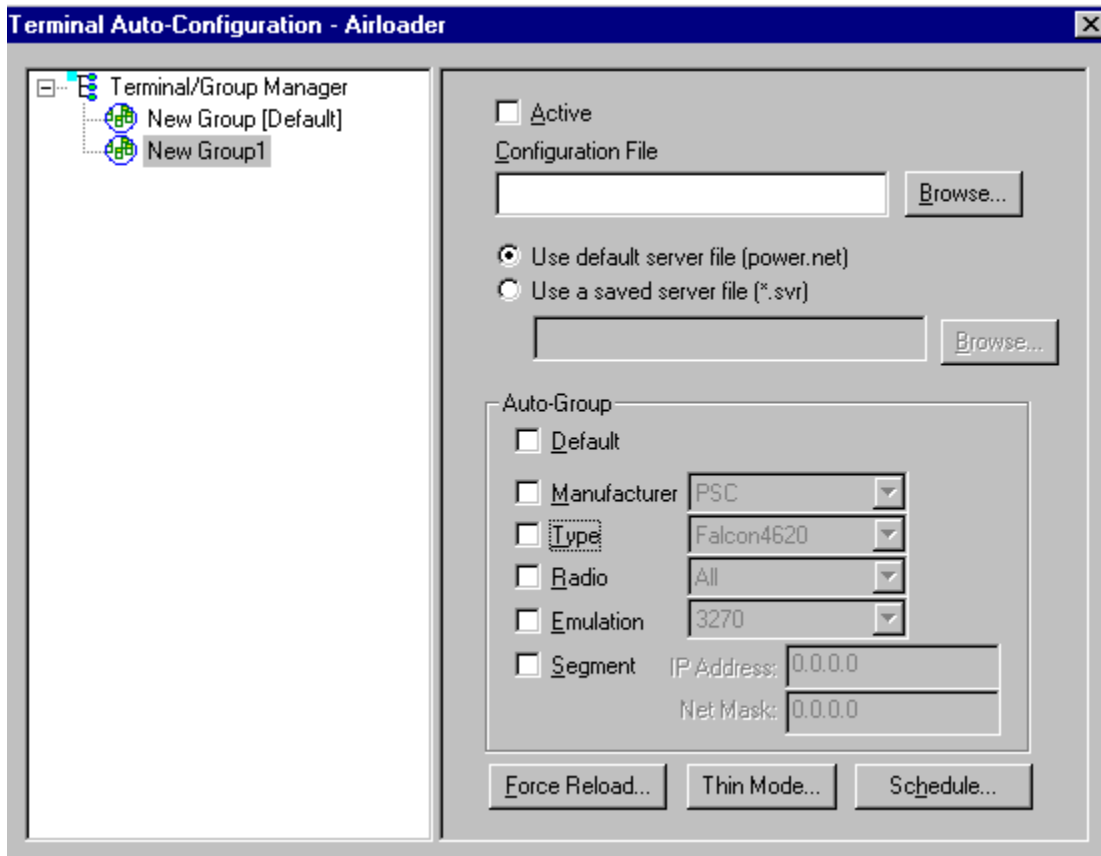 Terminal Auto-Configuration - Airloader
Terminal/Group Manager
New Group [Default]
New Group1
Active
Configuration File
Browse...
Use default server file (power.net)
Use a saved server file (*.svr)
Browse...
Auto-Group
Default
Manufacturer PSC
Type Falcon4620
Radio All
Emulation 3270
Segment IP Address: 0.0.0.0
Net Mask: 0.0.0.0
Force Reload... Thin Mode... Schedule...